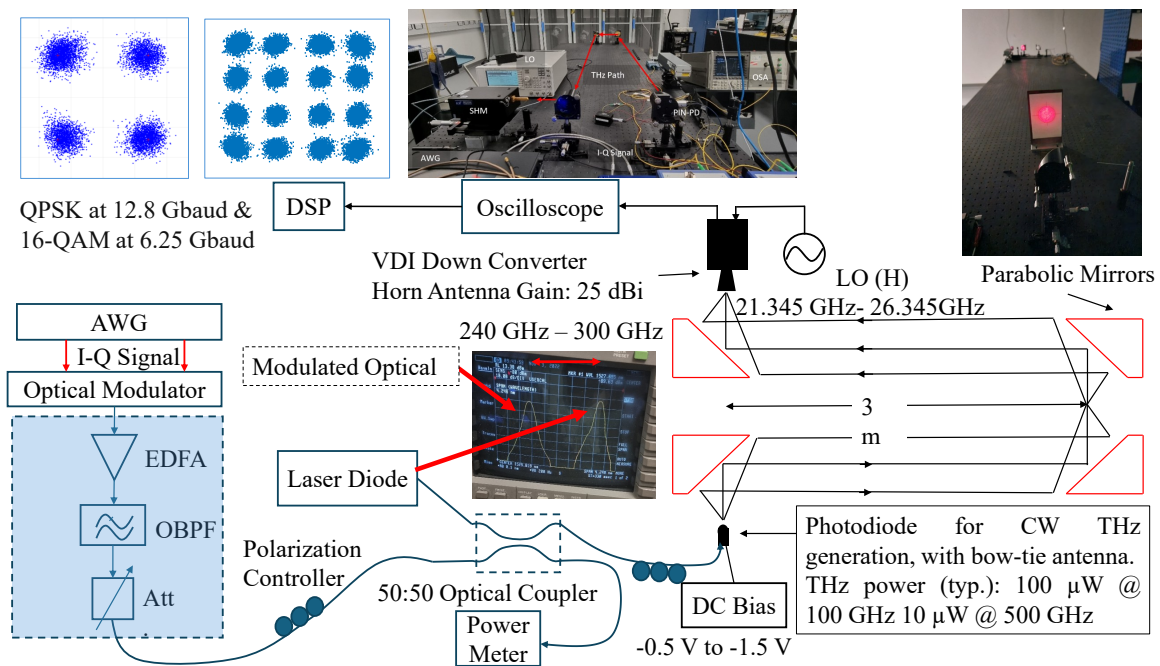 LO
THz Path
OSA
SHM
PIN-PD
AWG
I-Q Signal
QPSK at 12.8 Gbaud &
16-QAM at 6.25 Gbaud
DSP
Oscilloscope
VDI Down Converter
Horn Antenna Gain: 25 dBi
LO (H)
21.345 GHz- 26.345GHz
Parabolic Mirrors
240 GHz – 300 GHz
AWG
I-Q Signal
Optical Modulator
Modulated Optical
EDFA
OBPF
Att
Laser Diode
3
m
Polarization
Controller
50:50 Optical Coupler
Power
Meter
DC Bias
-0.5 V to -1.5 V
Photodiode for CW THz
generation, with bow-tie antenna.
THz power (typ.): 100 µW @
100 GHz 10 µW @ 500 GHz